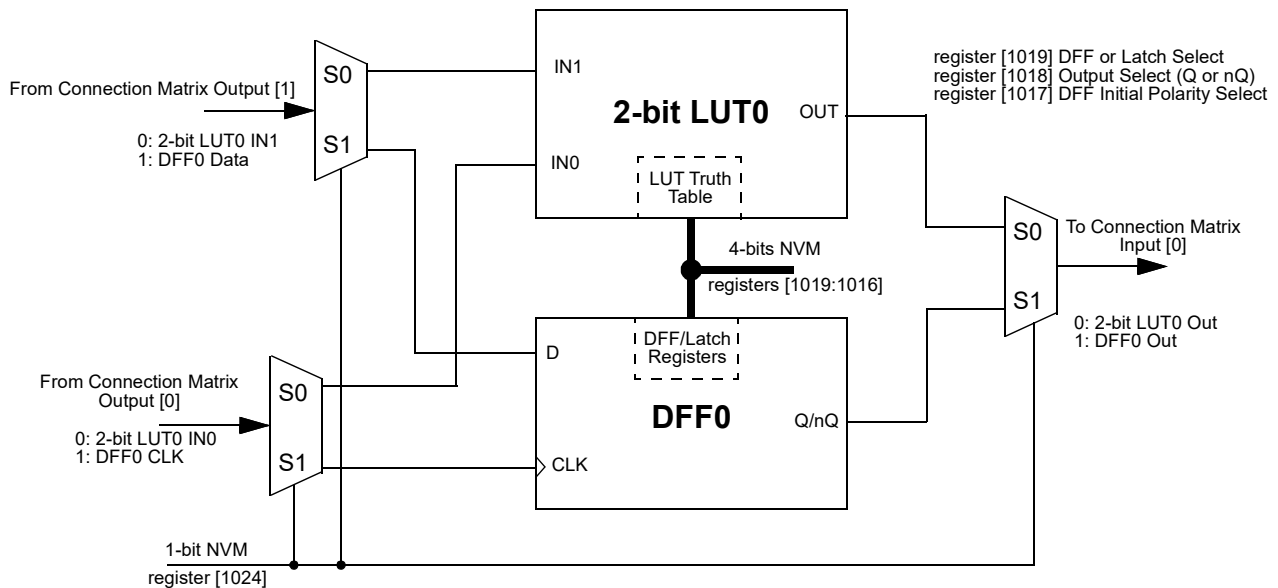 register [1019] DFF or Latch Select
register [1018] Output Select (Q or nQ)
register [1017] DFF Initial Polarity Select
From Connection Matrix Output [1]
0: 2-bit LUT0 IN1
1: DFF0 Data
S0
S1
IN1
IN0
2-bit LUT0
OUT
LUT Truth
Table
4-bits NVM
registers [1019:1016]
To Connection Matrix
Input [0]
S0
S1
0: 2-bit LUT0 Out
1: DFF0 Out
From Connection Matrix
Output [0]
0: 2-bit LUT0 IN0
1: DFF0 CLK
S0
S1
D
CLK
DFF/Latch
Registers
DFF0
Q/nQ
1-bit NVM
register [1024]